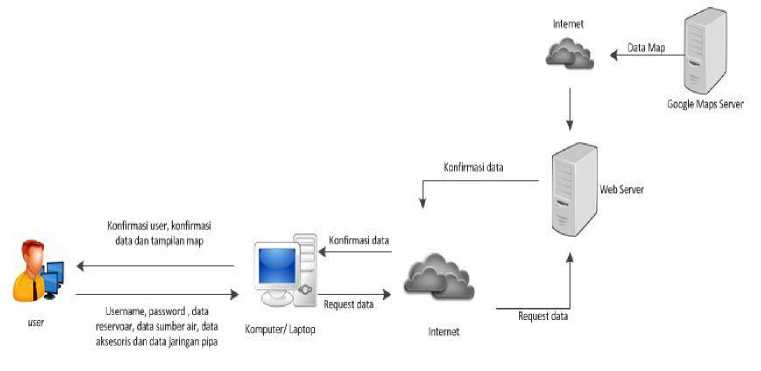 Internet
Data Map
Google Maps Server
Konfirmasi data
Web Server
Konfirmasi user, konfirmasi
data dan tampilan map
Konfirmasi data
user
Username, password , data
reservoar, data sumber air, data
aksesoris dan data jaringan pipa
Komputer/ Laptop
Request data
Internet
Request data